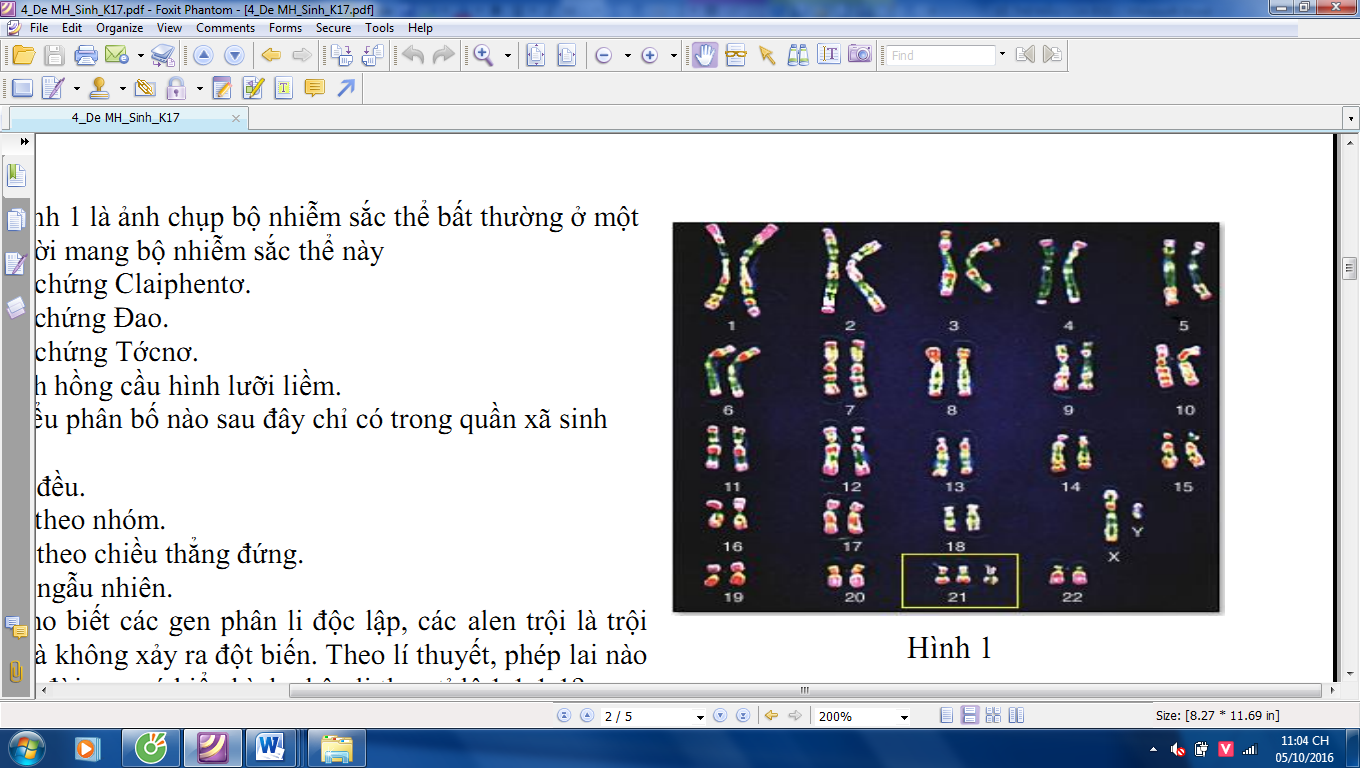 4_De MH_Sinh_K17.pdf - Foxit Phantom - [4_De MH_Sinh_K17.pdf]
File Edit Organize View Comments Forms Secure Tools Help
Find
4_De MH_Sinh_K17
1 là ảnh chụp bộ nhiễm sắc thể bất thường ở một
mang bộ nhiễm sắc thể này
chứng Claiphentơ.
chứng Đao.
chứng Tớcnơ.
hồng cầu hình lưỡi liềm.
phân bố nào sau đây chỉ có trong quần xã sinh
đều.
theo nhóm.
theo chiều thẳng đứng.
ngẫu nhiên.
biết các gen phân li độc lập, các alen trội là trội
không xảy ra đột biến. Theo lí thuyết, phép lai nào
1 2 3 4 5
6 7 8 9 10
11 12 13 14 15
16 17 18 X Y
19 20 21 22
Hình 1
2 / 5 200% Size: [8.27 * 11.69 in]
11:04 CH
05/10/2016